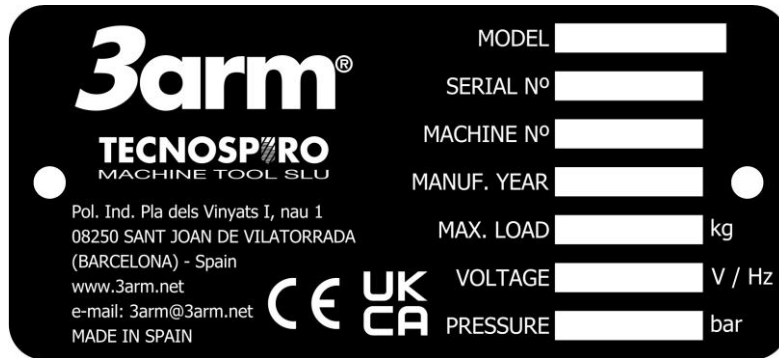 3arm®
TECNOSPIRO
MACHINE TOOL SLU
Pol. Ind. Pla dels Vinyats I, nau 1
08250 SANT JOAN DE VILATORRADA
(BARCELONA) - Spain
www.3arm.net
e-mail: 3arm@3arm.net
MADE IN SPAIN
CE
UK
CA
MODEL
SERIAL Nº
MACHINE Nº
MANUF. YEAR
MAX. LOAD kg
VOLTAGE V / Hz
PRESSURE bar